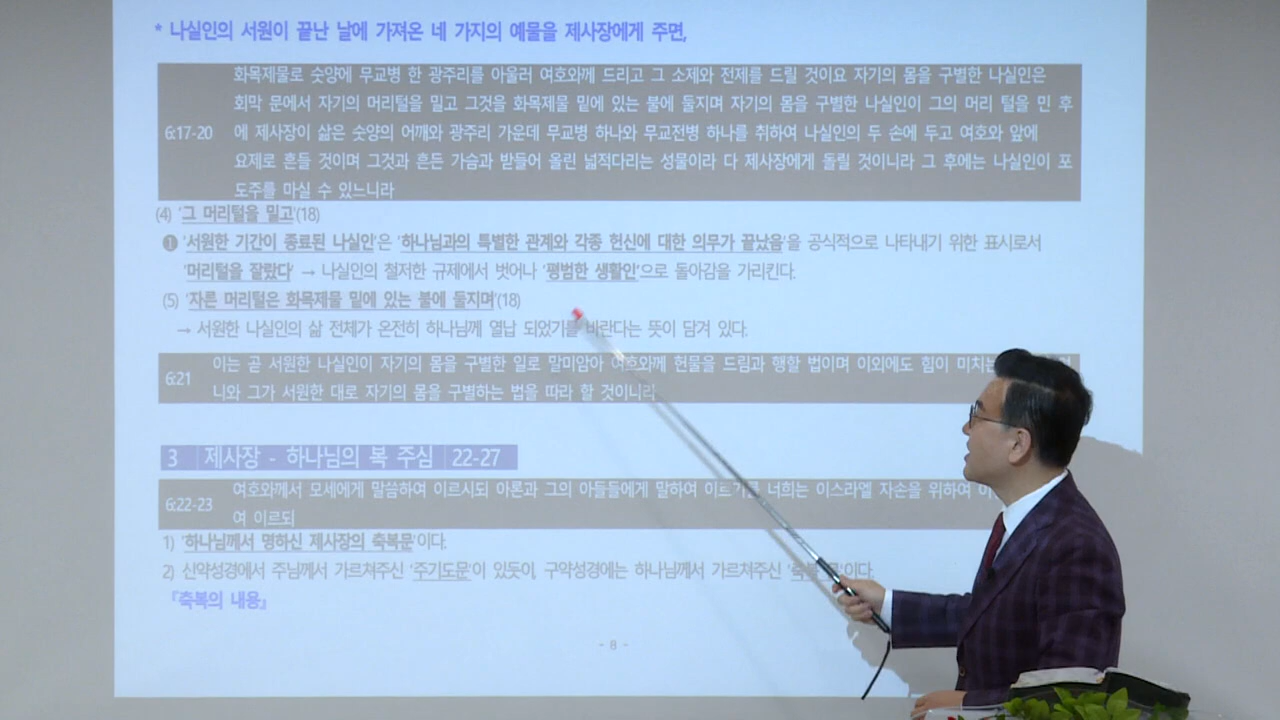 * 나실인의 서원이 끝난 날에 가져온 네 가지의 예물을 제사장에게 주면,
화목제물로 숫양에 무교병 한 광주리를 아울러 여호와께 드리고 그 소제와 전제를 드릴 것이요 자기의 몸을 구별한 나실인은
회막 문에서 자기의 머리털을 밀고 그것을 화목제물 밑에 있는 불에 둘지며 자기의 몸을 구별한 나실인이 그의 머리 털을 민 후
6:17-20 에 제사장이 삶은 숫양의 어깨와 광주리 가운데 무교병 하나와 무교전병 하나를 취하여 나실인의 두 손에 두고 여호와 앞에
요제로 흔들 것이며 그것과 흔든 가슴과 받들어 올린 넓적다리는 성물이라 다 제사장에게 돌릴 것이니라 그 후에는 나실인이 포
도주를 마실 수 있느니라
(4) '그 머리털을 밀고'(18)
❶ '서원한 기간이 종료된 나실인'은 '하나님과의 특별한 관계와 각종 헌신에 대한 의무가 끝났음'을 공식적으로 나타내기 위한 표시로서
'머리털을 잘랐다' → 나실인의 철저한 규제에서 벗어나 '평범한 생활인'으로 돌아감을 가리킨다.
(5) '자른 머리털은 화목제물 밑에 있는 불에 둘지며'(18)
→ 서원한 나실인의 삶 전체가 온전히 하나님께 열납 되었기를 바란다는 뜻이 담겨 있다.
이는 곧 서원한 나실인이 자기의 몸을 구별한 일로 말미암아 여호와께 헌물을 드림과 행할 법이며 이외에도 힘이 미치는
6:21 니와 그가 서원한 대로 자기의 몸을 구별하는 법을 따라 할 것이니라
3 제사장 - 하나님의 복 주심 22-27
여호와께서 모세에게 말씀하여 이르시되 아론과 그의 아들들에게 말하여 이르기를 너희는 이스라엘 자손을 위하여
6:22-23 여 이르되
1) '하나님께서 명하신 제사장의 축복문'이다.
2) 신약성경에서 주님께서 가르쳐주신 '주기도문'이 있듯이, 구약성경에는 하나님께서 가르쳐주신 이다.
『축복의 내용』
- 8 -